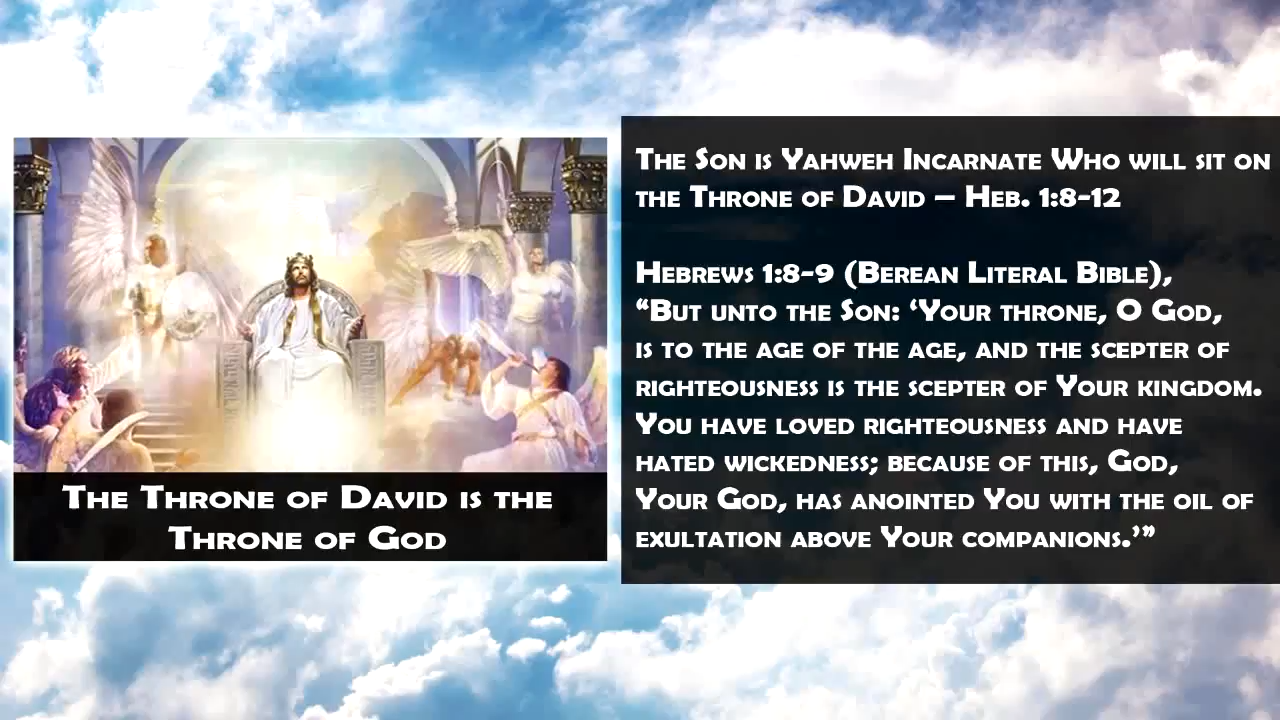 The Son is Yahweh Incarnate Who will sit on
the Throne of David – Heb. 1:8-12
Hebrews 1:8-9 (Berean Literal Bible),
“But unto the Son: ‘Your throne, O God,
is to the age of the age, and the scepter of
righteousness is the scepter of Your kingdom.
You have loved righteousness and have
hated wickedness; because of this, God,
Your God, has anointed You with the oil of
exultation above Your companions.’”
The Throne of David is the
Throne of God